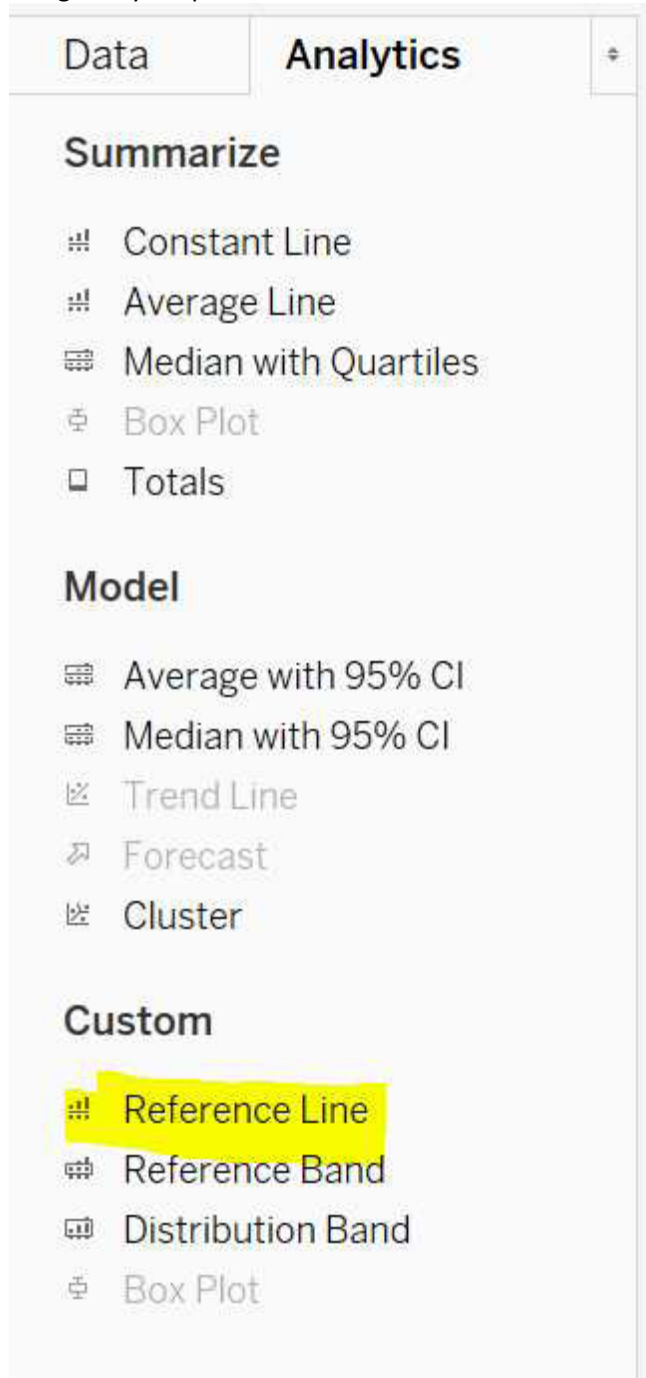 Data Analytics
Summarize
Constant Line
Average Line
Median with Quartiles
Box Plot
Totals
Model
Average with 95% CI
Median with 95% CI
Trend Line
Forecast
Cluster
Custom
Reference Line
Reference Band
Distribution Band
Box Plot